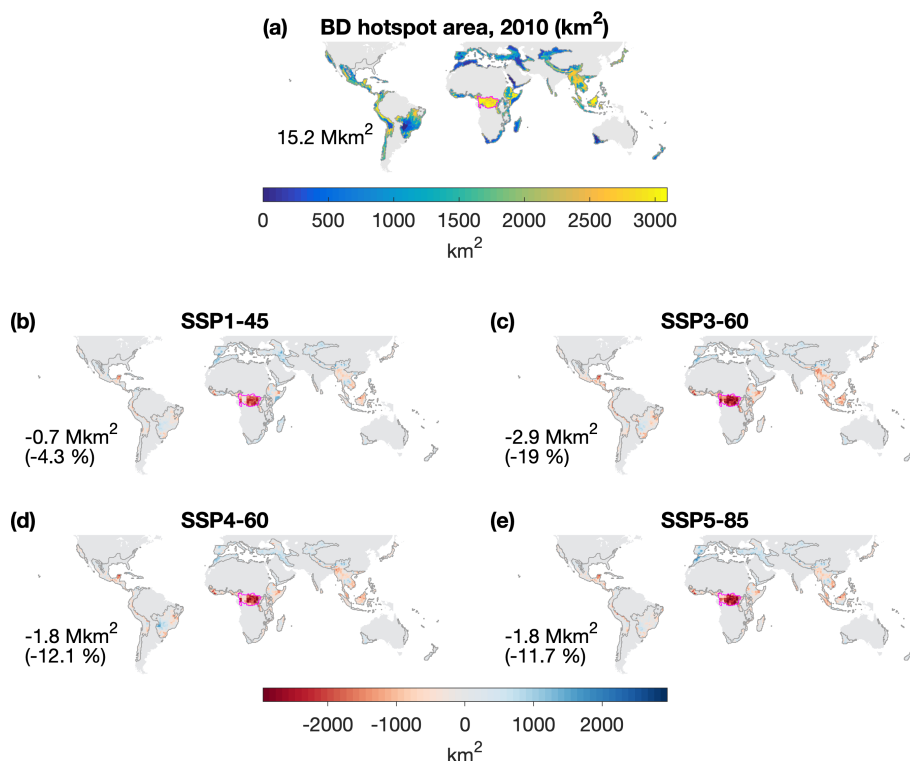 (a) BD hotspot area, 2010 (km²)
15.2 Mkm²
0 500 1000 1500 2000 2500 3000
km²
(b) SSP1-45
-0.7 Mkm²
(-4.3 %)
(c) SSP3-60
-2.9 Mkm²
(-19 %)
(d) SSP4-60
-1.8 Mkm²
(-12.1 %)
(e) SSP5-85
-1.8 Mkm²
(-11.7 %)
-2000 -1000 0 1000 2000
km²